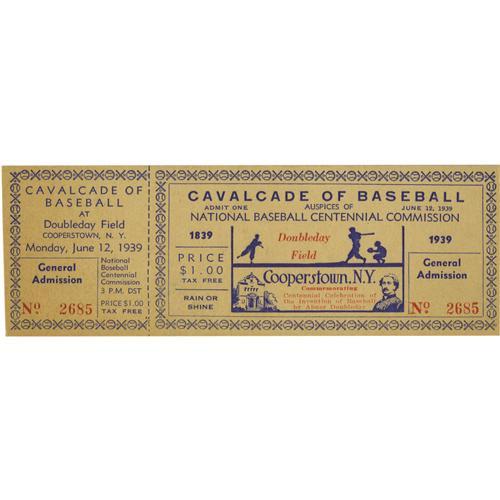 CAVALCADE OF
BASEBALL
AT
Doubleday Field
COOPERSTOWN, N. Y.
Monday, June 12, 1939
General
Admission
National
Baseball
Centennial
Commission
3 P.M. DST
PRICE $1.00
TAX FREE
No. 2685
CAVALCADE OF BASEBALL
ADMIT ONE AUSPICES OF JUNE 12, 1939
NATIONAL BASEBALL CENTENNIAL COMMISSION
1839
PRICE
$1.00
TAX FREE
RAIN OR
SHINE
Doubleday
Field
Cooperstown, N.Y.
Commemorating
Centennial Celebration of
the Invention of Baseball
by Abner Doubleday
1939
General
Admission
No. 2685